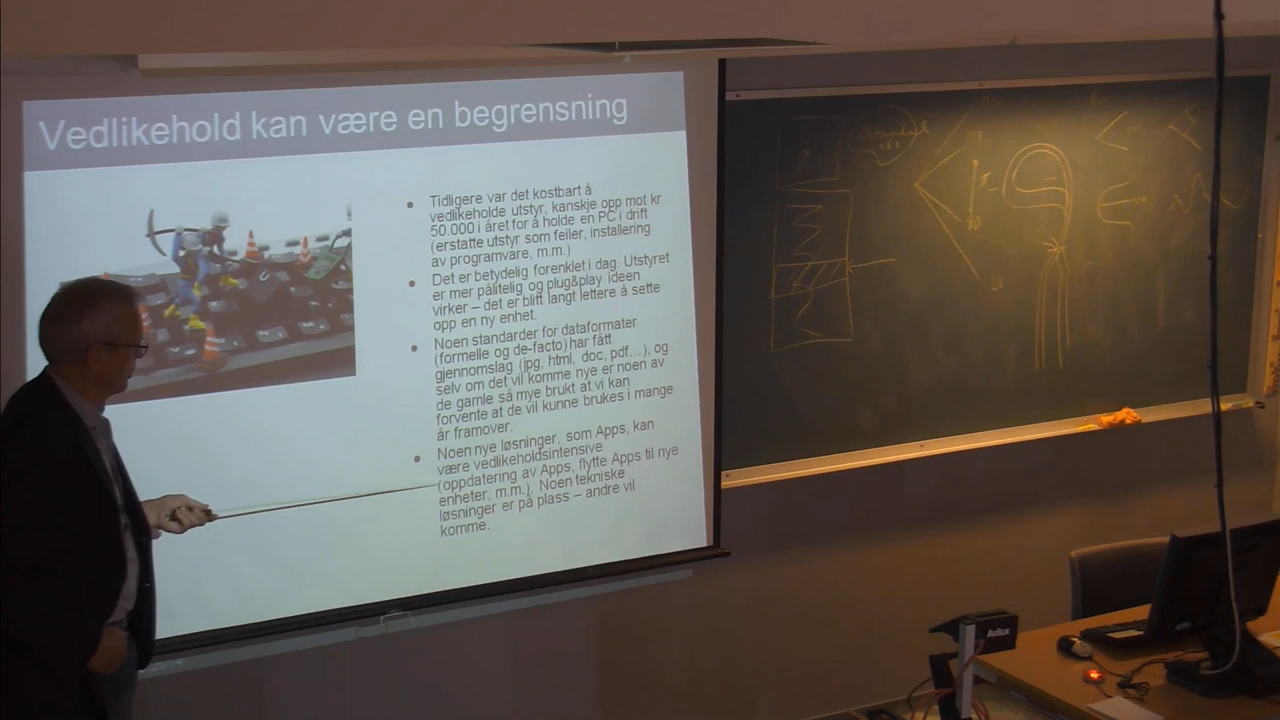 Vedlikehold kan være en begrensning
Tidligere var det kostbart å
vedlikeholde utstyr, kanskje opp mot kr
50.000 i året for å holde en PC i drift
(erstatte utstyr som feiler, installering
av programvare, m.m.)
Det er betydelig forenklet i dag. Utstyret
er mer pålitelig og plug&play ideen
virker – det er blitt langt lettere å sette
opp en ny enhet.
Noen standarder for dataformater
(formelle og de-facto) har fått
gjennomslag (jpg, html, doc, pdf…), og
selv om det vil komme nye er noen av
de gamle så mye brukt at vi kan
forvente at de vil kunne brukes i mange
år framover.
Noen nye løsninger, som Apps, kan
være vedlikeholdsintensive
(oppdatering av Apps, flytte Apps til nye
enheter, m.m.). Noen tekniske
løsninger er på plass – andre vil
komme.